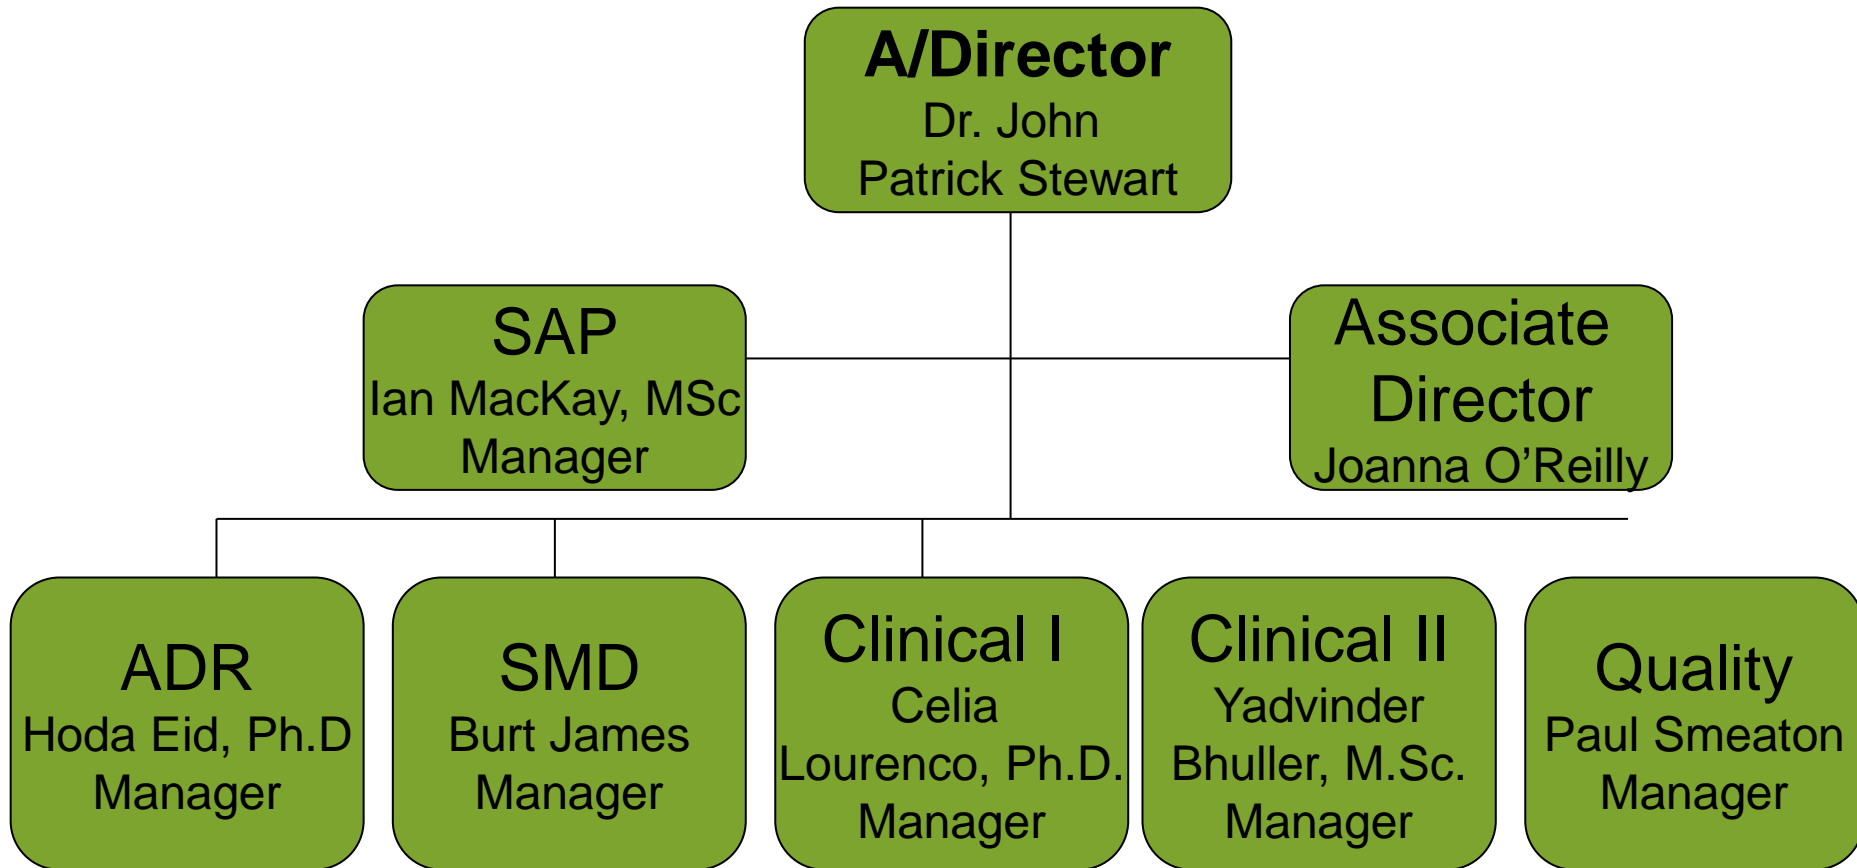 A/Director
Dr. John
Patrick Stewart
SAP
Ian MacKay, MSc
Manager
Associate
Director
Joanna O’Reilly
ADR
Hoda Eid, Ph.D
Manager
SMD
Burt James
Manager
Clinical I
Celia
Lourenco, Ph.D.
Manager
Clinical II
Yadvinder
Bhuller, M.Sc.
Manager
Quality
Paul Smeaton
Manager